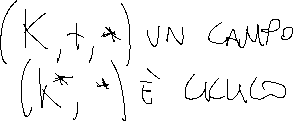 (K, +, *) UN CAMPO
(K*, *) È CICLICO